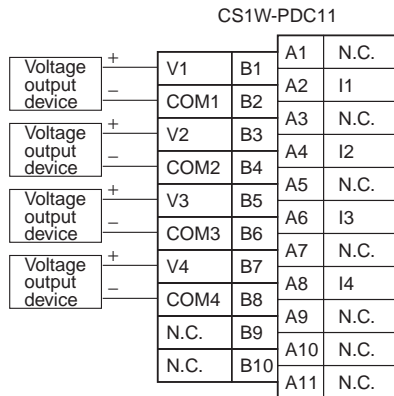 CS1W-PDC11
Voltage
output
device
+
−
V1 B1
COM1 B2
Voltage
output
device
+
−
V2 B3
COM2 B4
Voltage
output
device
+
−
V3 B5
COM3 B6
Voltage
output
device
+
−
V4 B7
COM4 B8
N.C. B9
N.C. B10
A1 N.C.
A2 I1
A3 N.C.
A4 I2
A5 N.C.
A6 I3
A7 N.C.
A8 I4
A9 N.C.
A10 N.C.
A11 N.C.